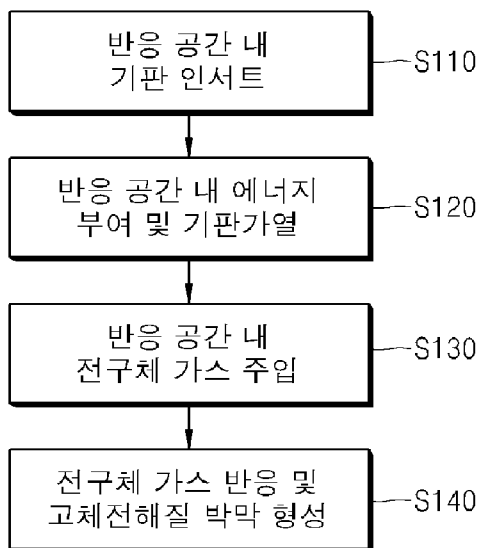 반응 공간 내
기판 인서트
S110
반응 공간 내 에너지
부여 및 기판가열
S120
반응 공간 내
전구체 가스 주입
S130
전구체 가스 반응 및
고체전해질 박막 형성
S140